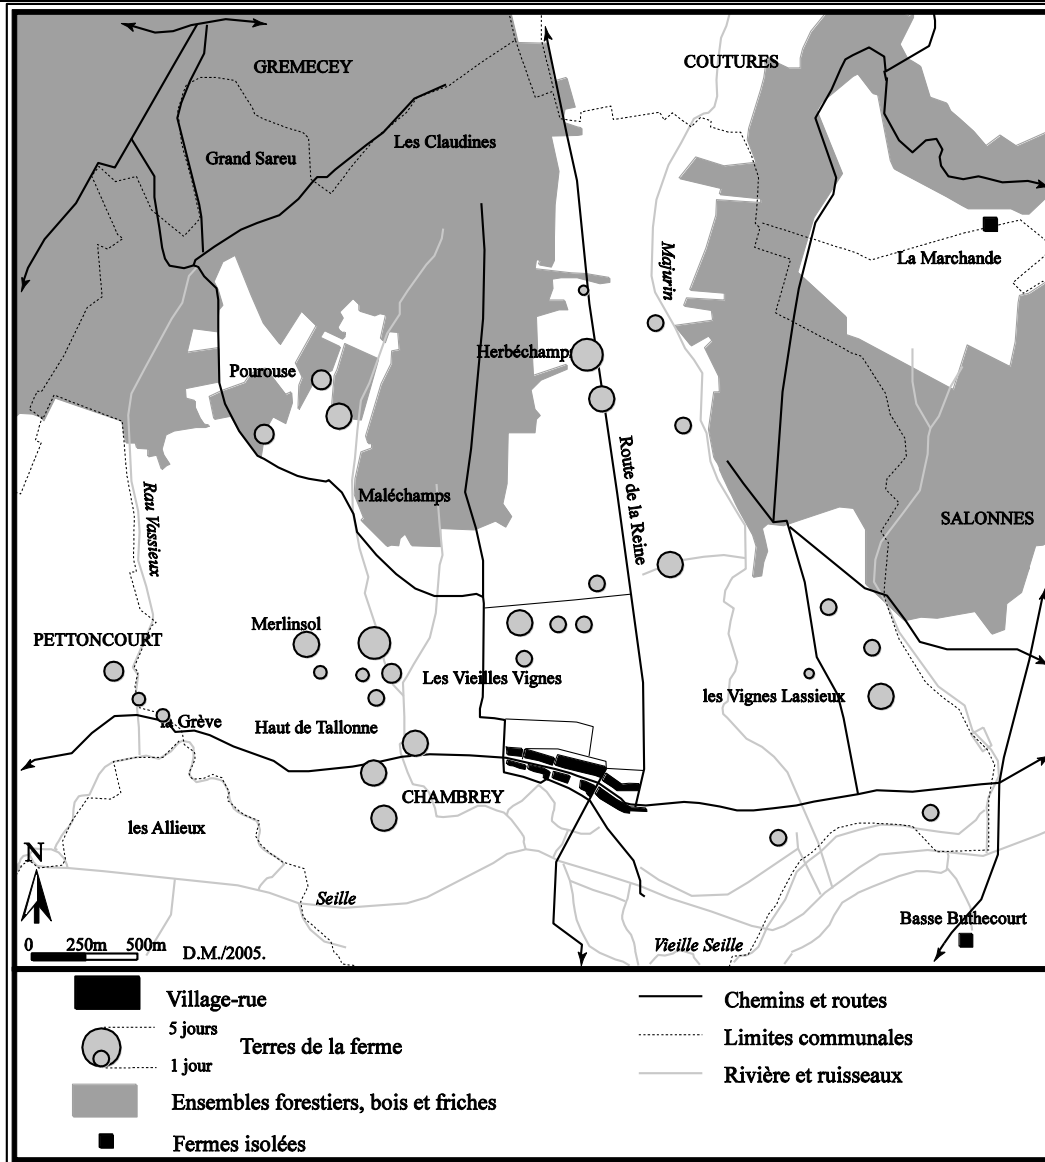 GREMECEY
COUTURES
Les Claudines
Grand Sareu
La Marchande
Majurin
Herbéchamps
Pourouse
Route de la Reine
Maléchamps
SALONNES
Rau Vassieux
Merlinsol
PETTONCOURT
Les Vieilles Vignes
les Vignes Lassieux
la Grève
Haut de Tallonne
CHAMBREY
les Allieux
N
Seille
Basse Buthecourt
Vieille Seille
0 250m 500m
D.M./2005.
Village-rue
5 jours
Terres de la ferme
1 jour
Ensembles forestiers, bois et friches
Fermes isolées
Chemins et routes
Limites communales
Rivière et ruisseaux